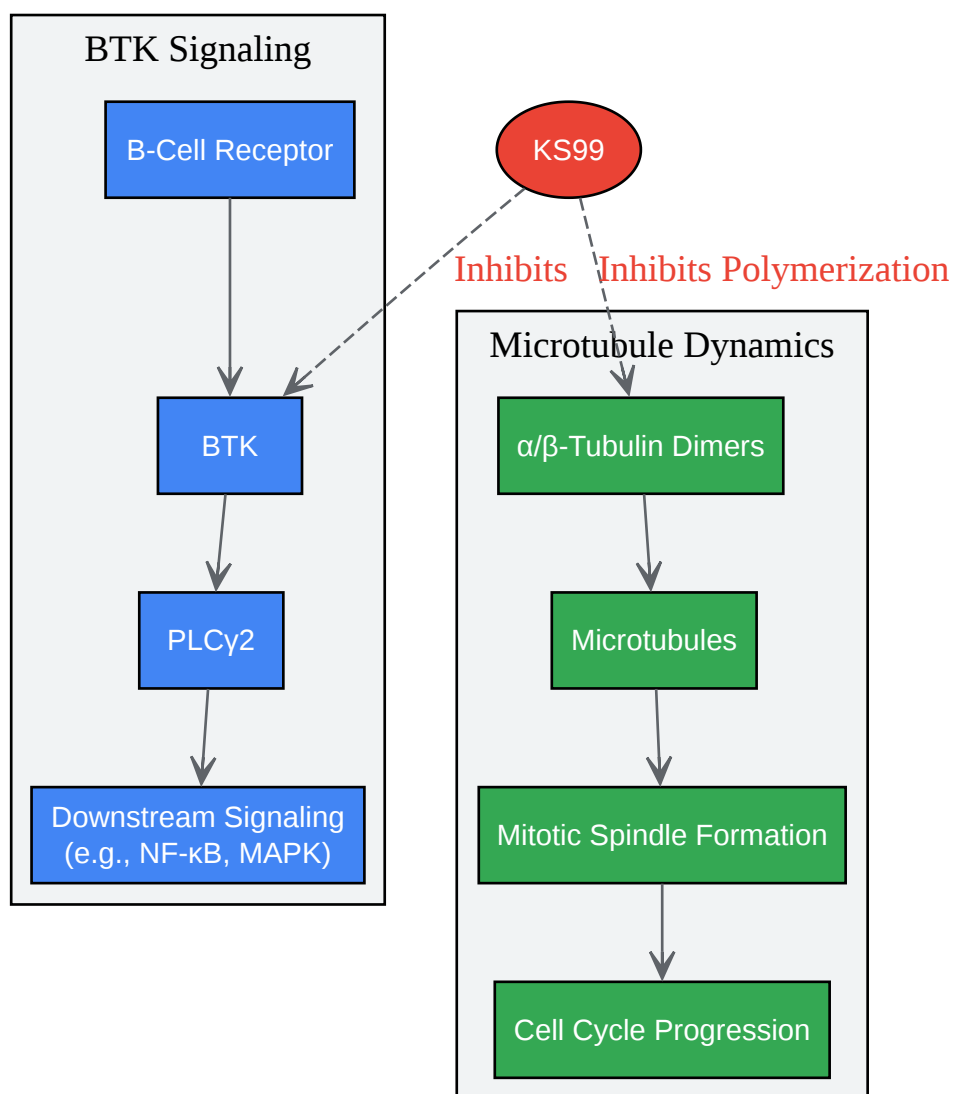 BTK Signaling
B-Cell Receptor
KS99
Inhibits
Inhibits Polymerization
Microtubule Dynamics
BTK
α/β-Tubulin Dimers
PLCγ2
Microtubules
Downstream Signaling
(e.g., NF-κB, MAPK)
Mitotic Spindle Formation
Cell Cycle Progression